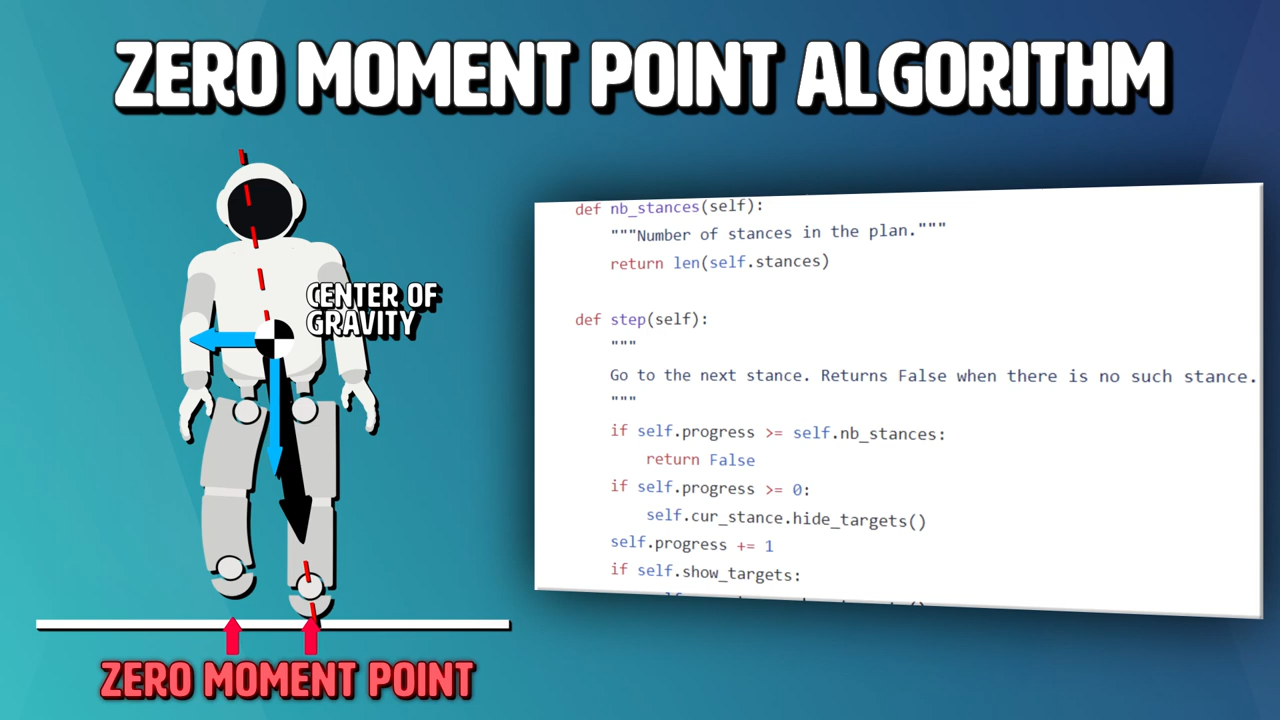 ZERO MOMENT POINT ALGORITHM
CENTER OF
GRAVITY
ZERO MOMENT POINT
def nb_stances(self):
"""Number of stances in the plan."""
return len(self.stances)
def step(self):
"""
Go to the next stance. Returns False when there is no such stance.
"""
if self.progress >= self.nb_stances:
return False
if self.progress >= 0:
self.cur_stance.hide_targets()
self.progress += 1
if self.show_targets: